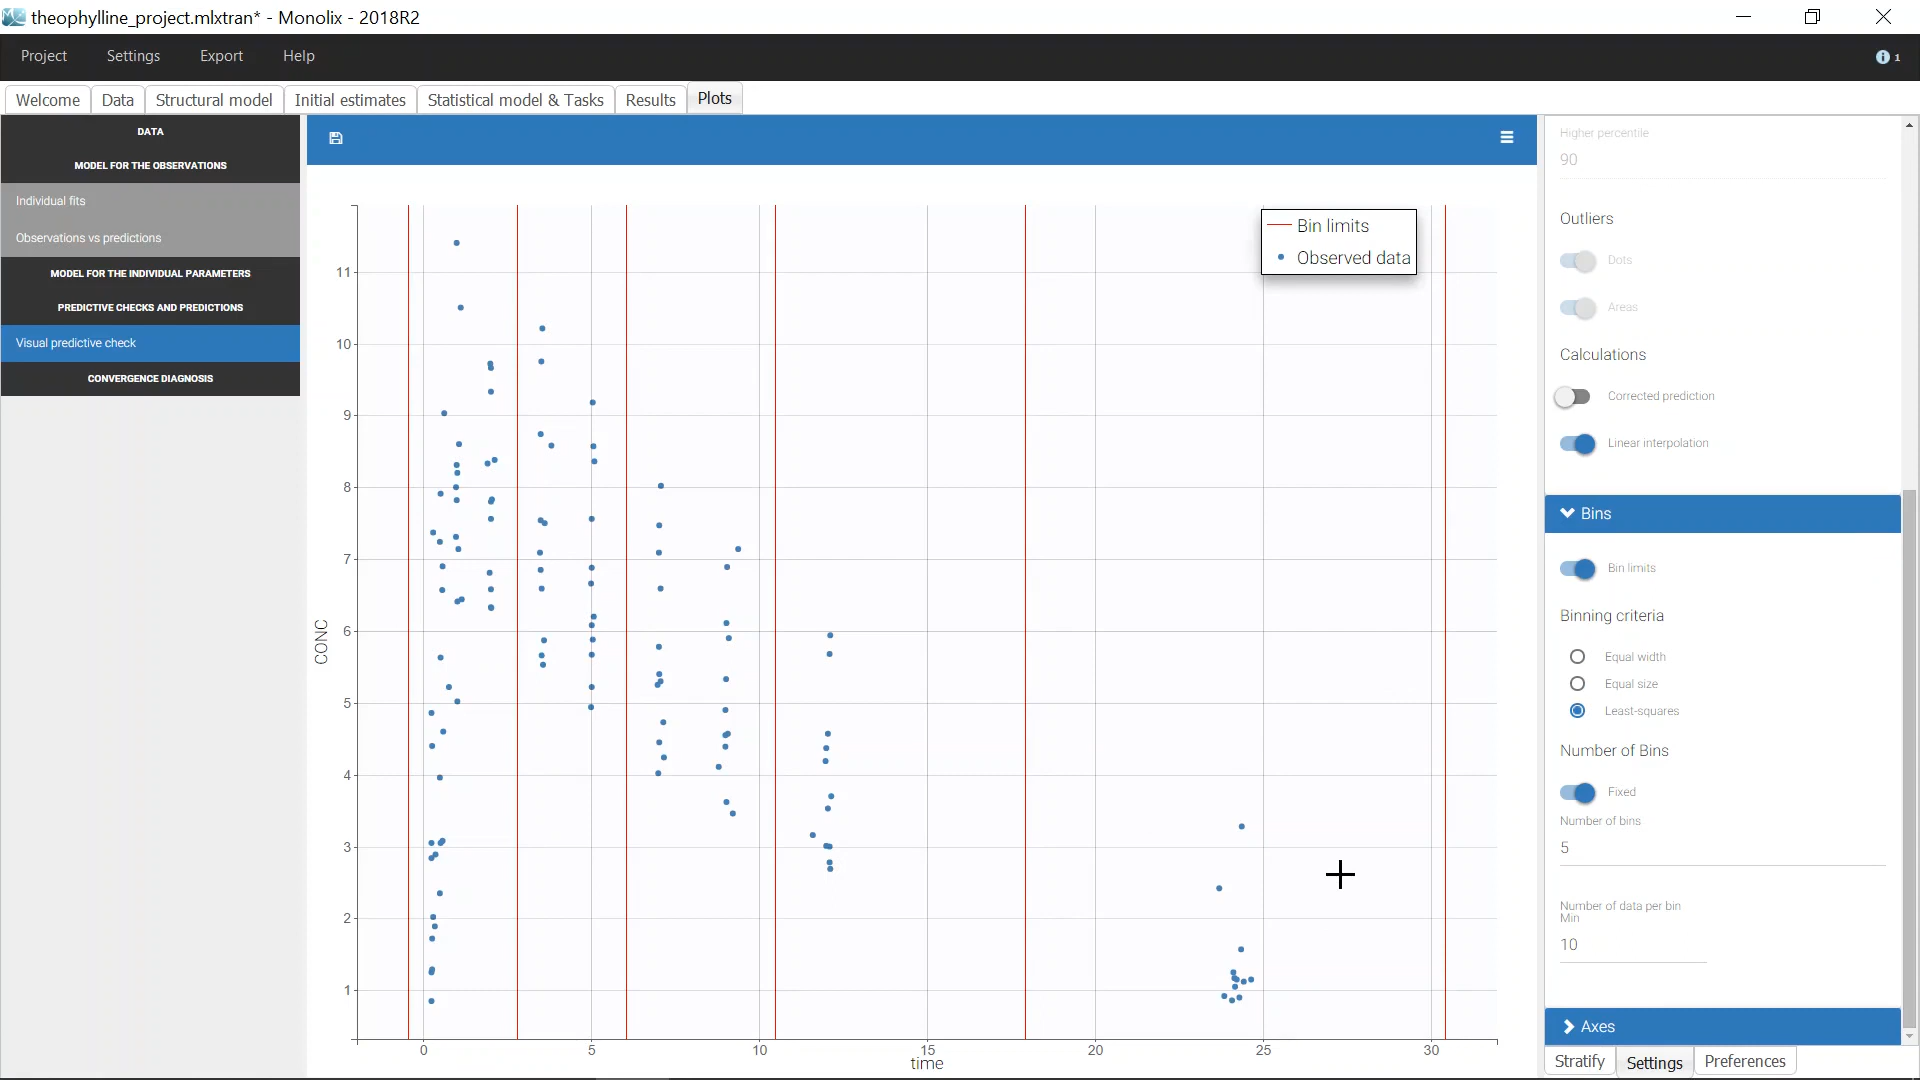 theophylline_project.mlxtran* - Monolix - 2018R2
Project Settings Export Help
1
Welcome Data Structural model Initial estimates Statistical model & Tasks Results Plots
DATA
MODEL FOR THE OBSERVATIONS
Individual fits
Observations vs predictions
MODEL FOR THE INDIVIDUAL PARAMETERS
PREDICTIVE CHECKS AND PREDICTIONS
Visual predictive check
CONVERGENCE DIAGNOSIS
Bin limits
Observed data
11
10
9
8
7
6
5
4
3
2
1
CONC
0 5 10 15 20 25 30
time
Higher percentile
90
Outliers
Dots
Areas
Calculations
Corrected prediction
Linear interpolation
Bins
Bin limits
Binning criteria
Equal width
Equal size
Least-squares
Number of Bins
Fixed
Number of bins
5
Number of data per bin
Min
10
Axes
Stratify Settings Preferences